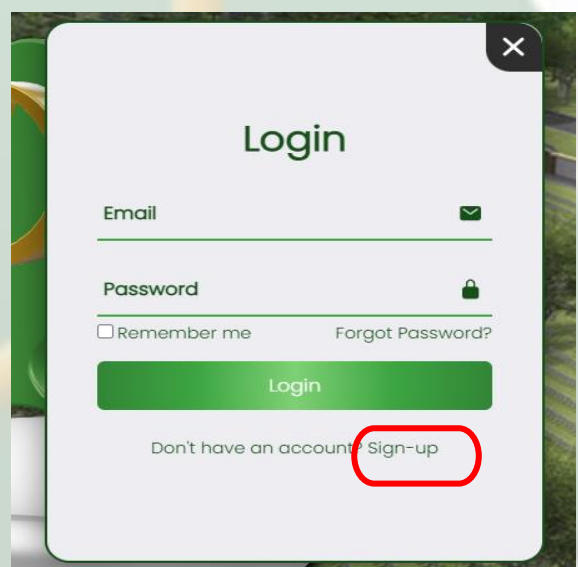 Login
Email
Password
Remember me Forgot Password?
Login
Don't have an account? Sign-up